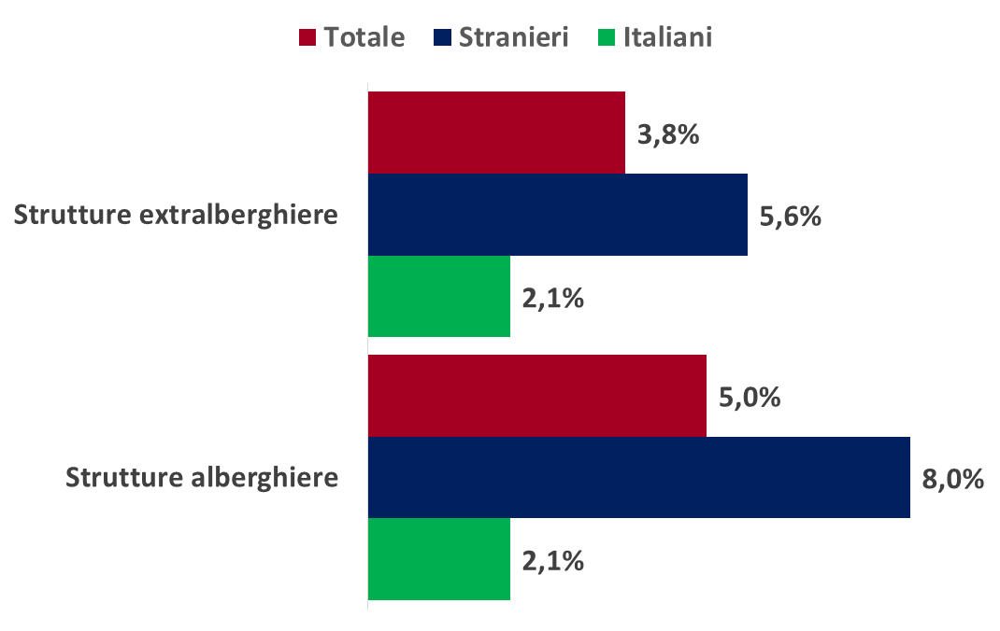 Totale Stranieri Italiani
3,8%
Strutture extralberghiere
5,6%
2,1%
5,0%
Strutture alberghiere
8,0%
2,1%